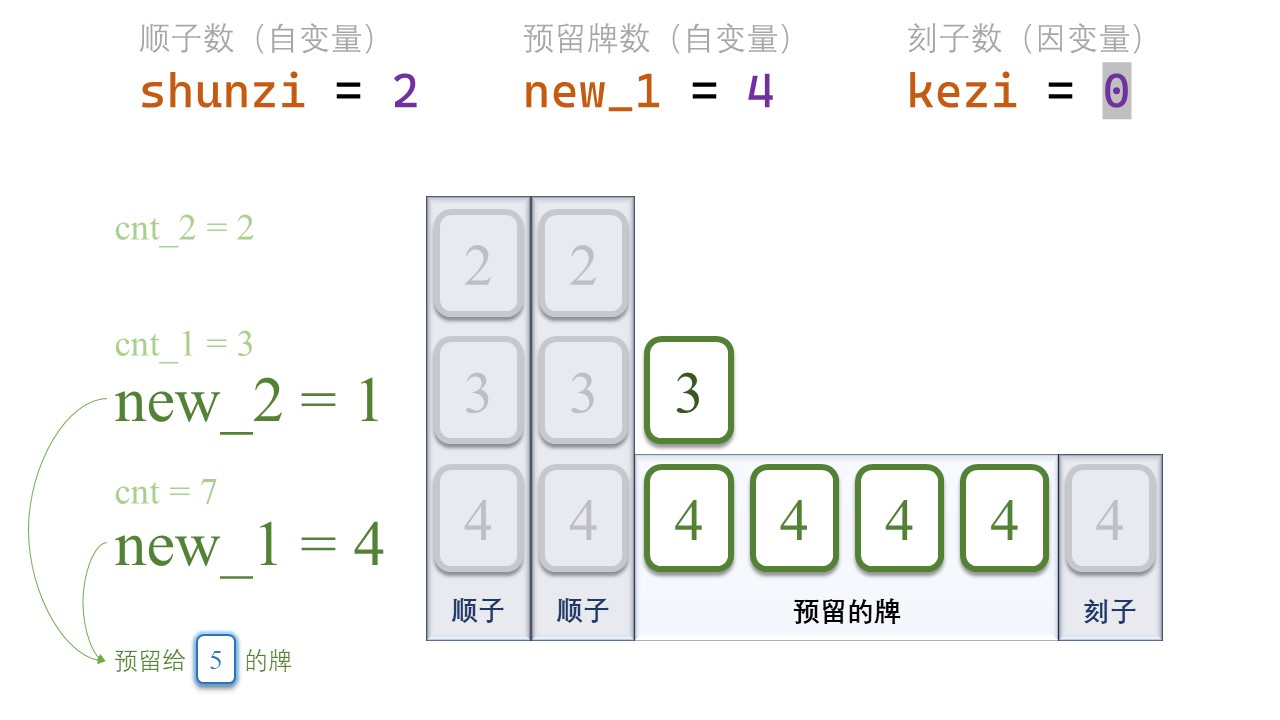 顺子数（自变量） 预留牌数（自变量） 刻子数（因变量）
shunzi = 2 new_1 = 4 kezi = 0
cnt_2 = 2
2 2
cnt_1 = 3
new_2 = 1
3 3 3
cnt = 7
new_1 = 4
4 4 4 4 4 4 4
顺子 顺子 预留的牌 刻子
预留给 5 的牌